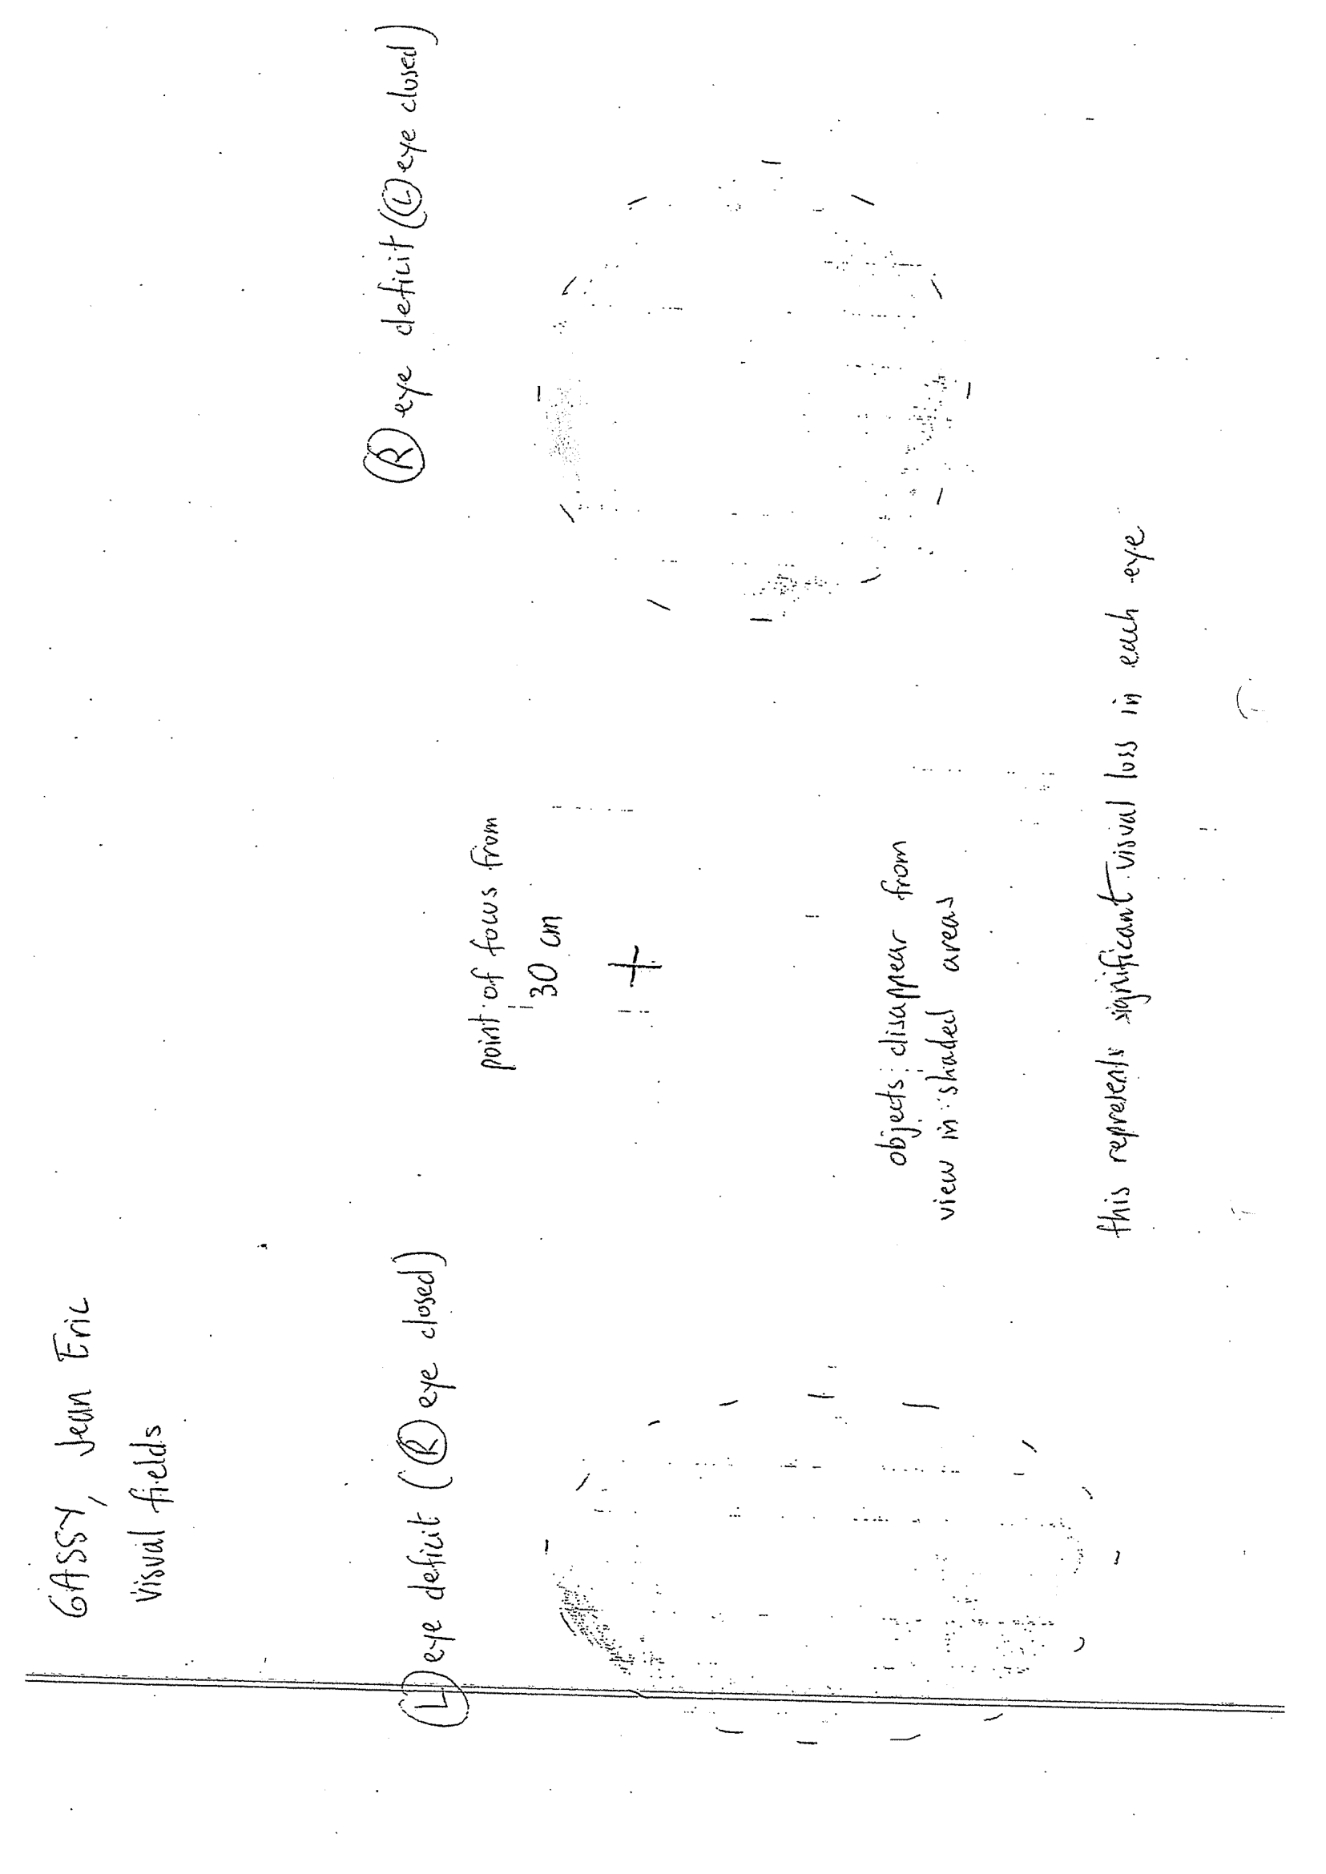 GASSY, Jean Eric
Visual fields
Ⓛ eye deficit (Ⓡ eye closed)
Ⓡ eye deficit (Ⓛ eye closed)
point of focus from
30 cm
+
objects disappear from
view in shaded areas
this represents significant visual loss in each eye